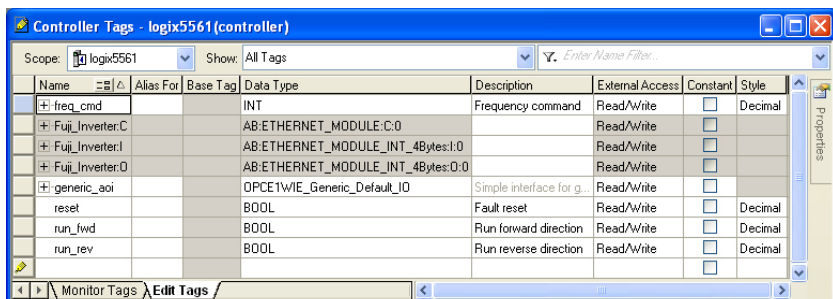 Controller Tags - logix5561(controller)
Scope: logix5561 Show: All Tags Enter Name Filter...
Name Alias For Base Tag Data Type Description External Access Constant Style
freq_cmd INT Frequency command Read/Write Decimal
Fuji_Inverter:C AB:ETHERNET_MODULE:C:0 Read/Write
Fuji_Inverter:I AB:ETHERNET_MODULE_INT_4Bytes:I:0 Read/Write
Fuji_Inverter:O AB:ETHERNET_MODULE_INT_4Bytes:O:0 Read/Write
generic_aoi OPCE1WIE_Generic_Default_IO Simple interface for g... Read/Write
reset BOOL Fault reset Read/Write Decimal
run_fwd BOOL Run forward direction Read/Write Decimal
run_rev BOOL Run reverse direction Read/Write Decimal
Monitor Tags Edit Tags
Properties